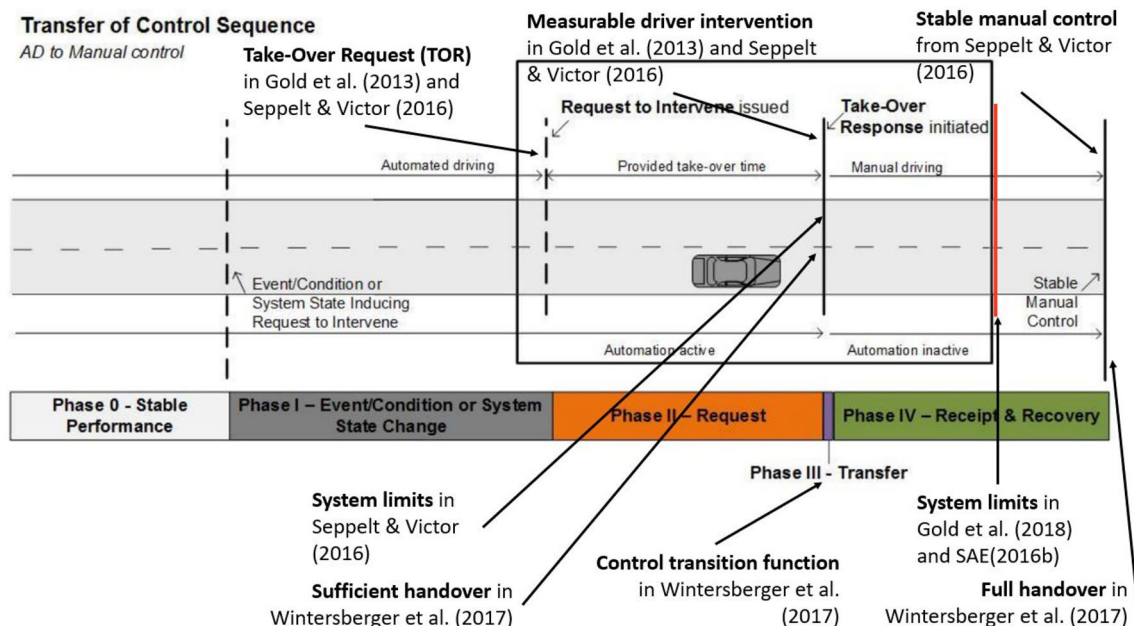 Transfer of Control Sequence
AD to Manual control
Take-Over Request (TOR)
in Gold et al. (2013) and
Seppelt & Victor (2016)
Measurable driver intervention
in Gold et al. (2013) and Seppelt
& Victor (2016)
Stable manual control
from Seppelt & Victor
(2016)
Request to Intervene issued
Take-Over
Response initiated
Automated driving
Provided take-over time
Manual driving
Event/Condition or
System State Inducing
Request to Intervene
Stable
Manual
Control
Automation active
Automation inactive
Phase 0 - Stable
Performance
Phase I – Event/Condition or System
State Change
Phase II – Request
Phase IV – Receipt & Recovery
Phase III - Transfer
System limits in
Seppelt & Victor
(2016)
Sufficient handover in
Wintersberger et al. (2017)
Control transition function
in Wintersberger et al.
(2017)
System limits in
Gold et al. (2018)
and SAE(2016b)
Full handover in
Wintersberger et al. (2017)